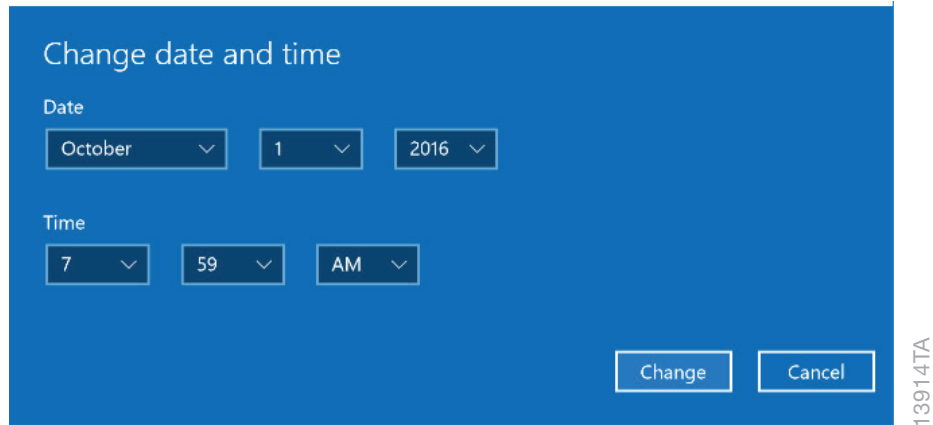 Change date and time
Date
October 1 2016
Time
7 59 AM
Change Cancel
13914TA